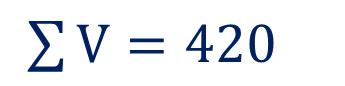 ∑ V = 420